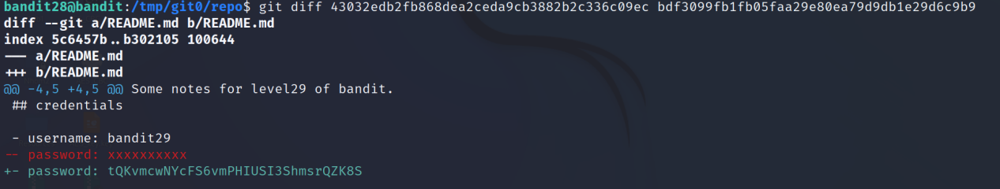 bandit28@bandit:/tmp/git0/repo$ git diff 43032edb2fb868dea2ceda9cb3882b2c336c09ec bdf3099fb1fb05faa29e80ea79d9db1e29d6c9b9
diff --git a/README.md b/README.md
index 5c6457b..b302105 100644
--- a/README.md
+++ b/README.md
@@ -4,5 +4,5 @@ Some notes for level29 of bandit.
 ## credentials
 - username: bandit29
-- password: xxxxxxxxxx
+- password: tQKvmcwNYcFS6vmPHIUSI3ShmsrQZK8S